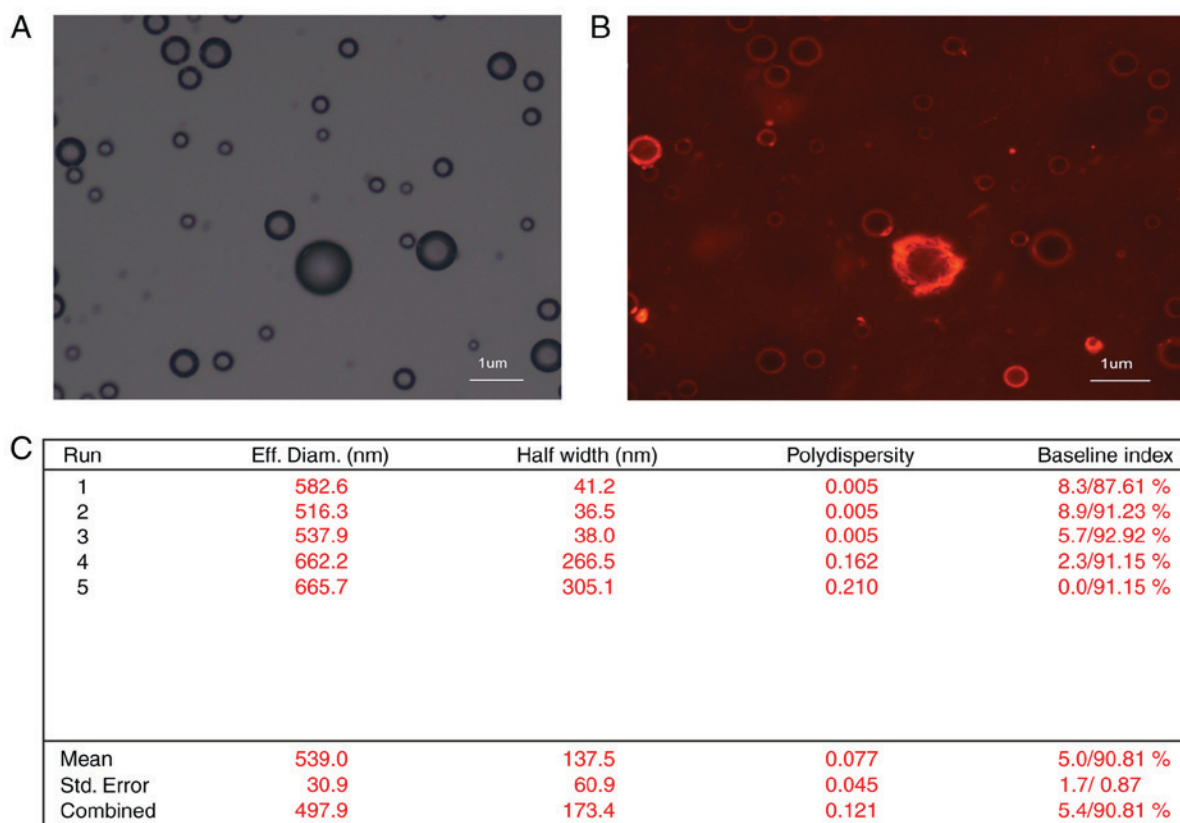 A
B
1um
1um
C
Run Eff. Diam. (nm) Half width (nm) Polydispersity Baseline index
1 582.6 41.2 0.005 8.3/87.61 %
2 516.3 36.5 0.005 8.9/91.23 %
3 537.9 38.0 0.005 5.7/92.92 %
4 662.2 266.5 0.162 2.3/91.15 %
5 665.7 305.1 0.210 0.0/91.15 %
Mean 539.0 137.5 0.077 5.0/90.81 %
Std. Error 30.9 60.9 0.045 1.7/ 0.87
Combined 497.9 173.4 0.121 5.4/90.81 %